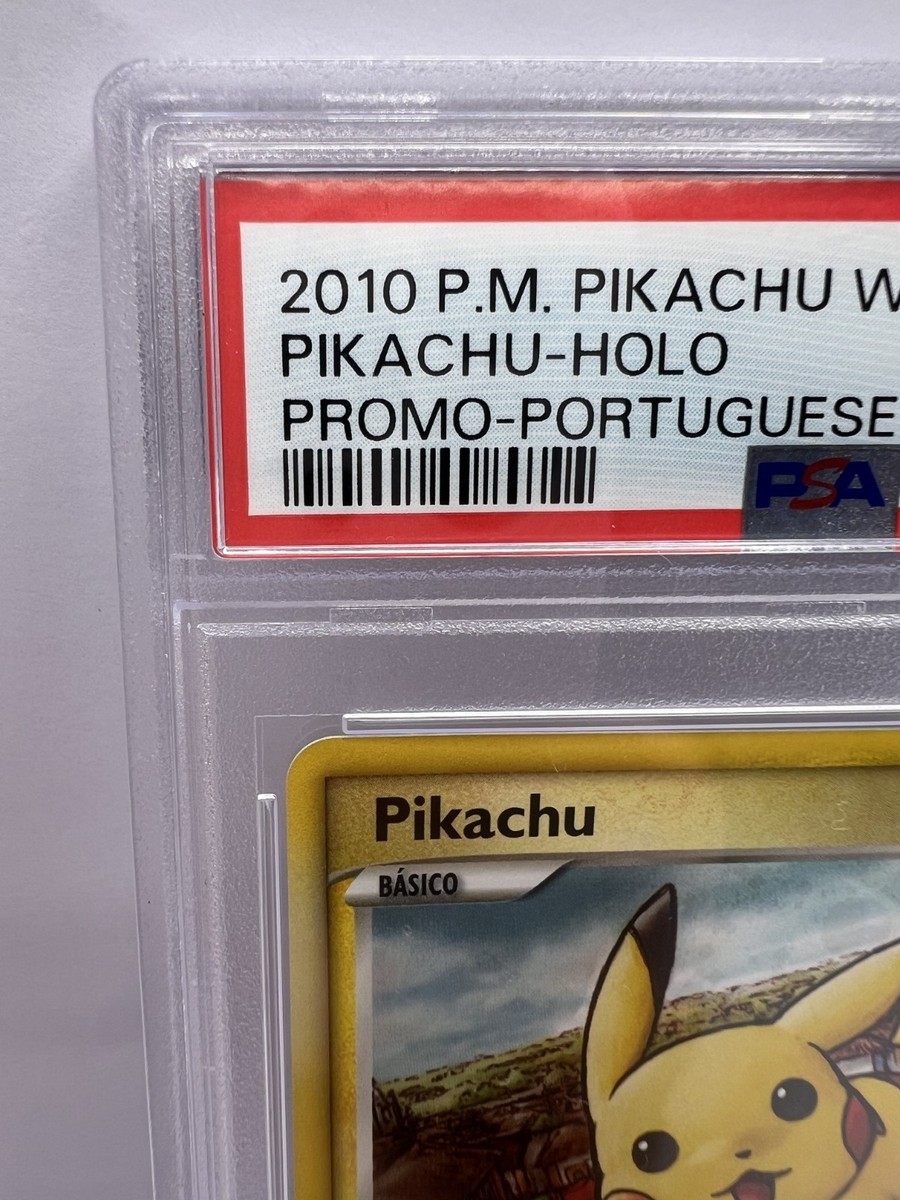 2010 P.M. PIKACHU W
PIKACHU-HOLO
PROMO-PORTUGUESE
PSA
Pikachu
BÁSICO